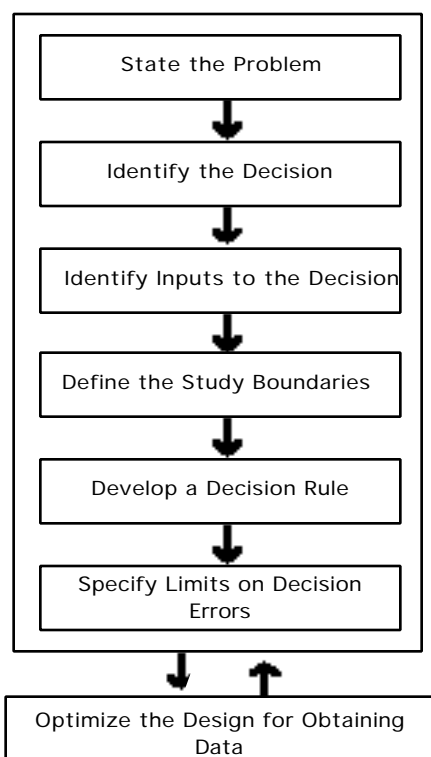 State the Problem
Identify the Decision
Identify Inputs to the Decision
Define the Study Boundaries
Develop a Decision Rule
Specify Limits on Decision
Errors
Optimize the Design for Obtaining
Data